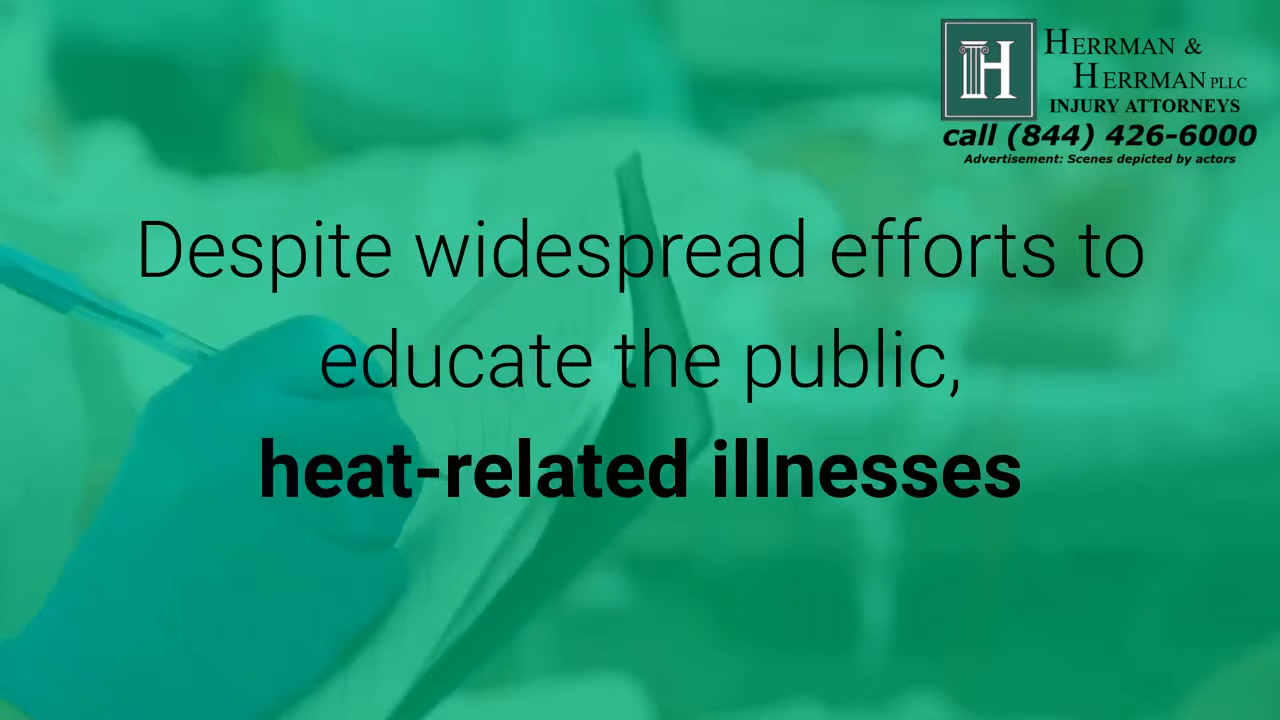 HERRMAN &
HERRMAN PLLC
INJURY ATTORNEYS
call (844) 426-6000
Advertisement: Scenes depicted by actors
Despite widespread efforts to
educate the public,
heat-related illnesses